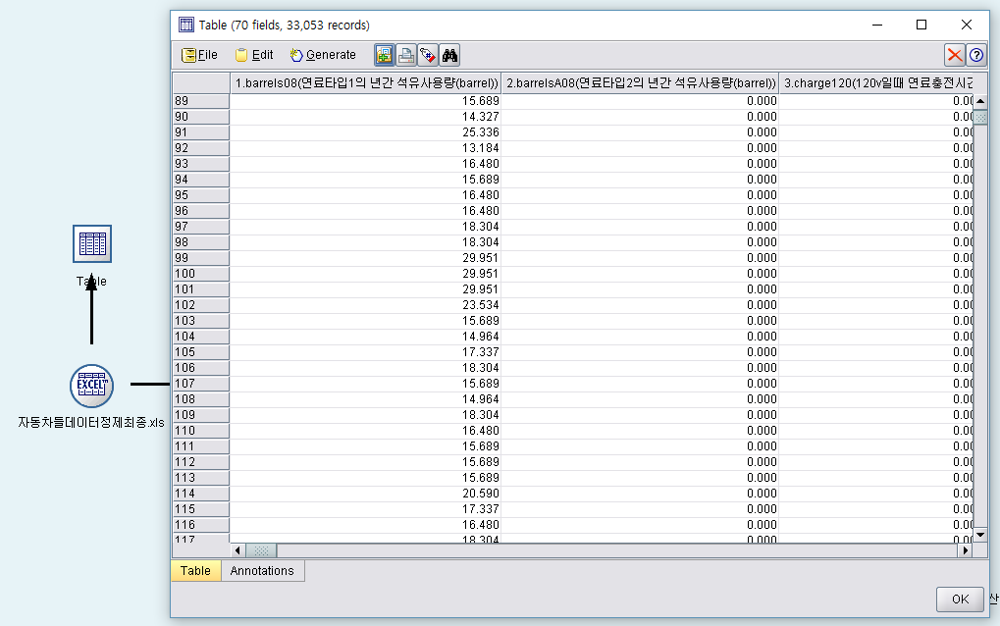 Table (70 fields, 33,053 records)
File Edit Generate
1.barrels08(연료타입1의 년간 석유사용량(barrel)) 2.barrelsA08(연료타입2의 년간 석유사용량(barrel)) 3.charge120(120v일때 연료충전시간
89 15.689 0.000 0.00
90 14.327 0.000 0.00
91 25.336 0.000 0.00
92 13.184 0.000 0.00
93 16.480 0.000 0.00
94 15.689 0.000 0.00
95 16.480 0.000 0.00
96 16.480 0.000 0.00
97 18.304 0.000 0.00
98 18.304 0.000 0.00
99 29.951 0.000 0.00
100 29.951 0.000 0.00
101 29.951 0.000 0.00
102 23.534 0.000 0.00
103 15.689 0.000 0.00
104 14.964 0.000 0.00
105 17.337 0.000 0.00
106 18.304 0.000 0.00
107 15.689 0.000 0.00
108 14.964 0.000 0.00
109 18.304 0.000 0.00
110 16.480 0.000 0.00
111 15.689 0.000 0.00
112 15.689 0.000 0.00
113 15.689 0.000 0.00
114 20.590 0.000 0.00
115 17.337 0.000 0.00
116 16.480 0.000 0.00
117 18.304 0.000 0.00
Table Annotations
OK
Table
EXCEL™
자동차들데이터정제최종.xls
산